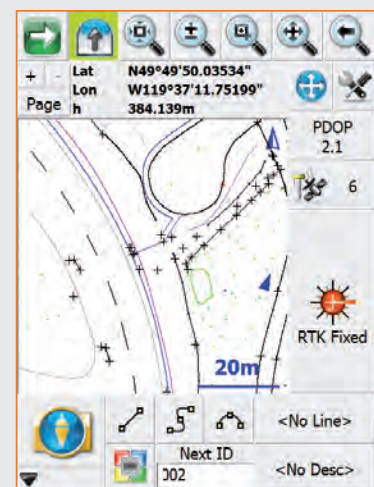 + - Lat N49°49'50.03534"
Lon W119°37'11.75199"
Page h 384.139m
PDOP
2.1
6
RTK Fixed
20m
<No Line>
Next ID
002
<No Desc>